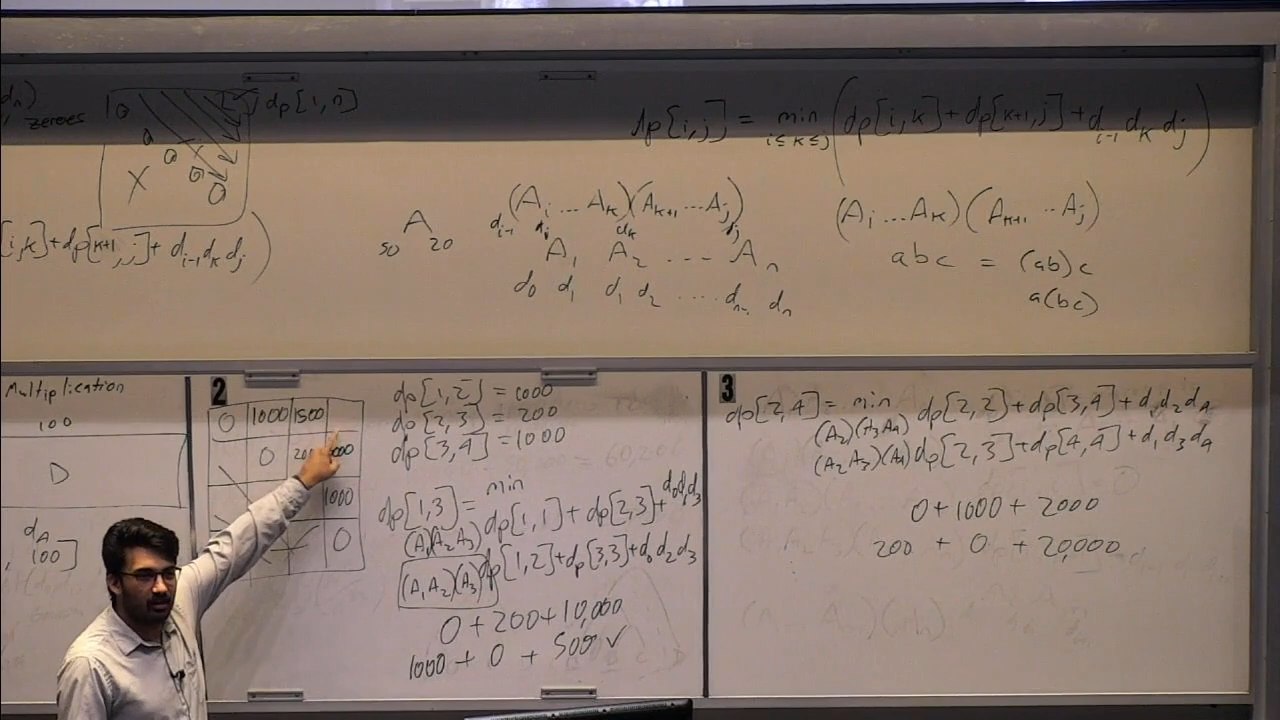 dₙ)
zeroes
0
0
0
0
0
X
dp[1,n]
i,k]+dp[k+1,j]+ dᵢ₋₁dₖdⱼ)
dp[i,j] = min (dp[i,k]+dp[k+1,j]+dᵢ₋₁dₖdⱼ)
i≤k≤j
A
50 20
(Aᵢ...Aₖ)(Aₖ₊₁...Aⱼ)
dᵢ₋₁ dᵢ dₖ dⱼ
A₁ A₂ ... Aₙ
d₀ d₁ d₁ d₂ .... dₙ₋₁ dₙ
(Aᵢ...Aₖ)(Aₖ₊₁...Aⱼ)
abc = (ab)c
a(bc)
Multiplication
100
D
d₄
, 100]
2
0 1000 1500
0 200 3000
1000
0
dp[1,2] = 1000
dp[2,3] = 200
dp[3,4] = 1000
dp[1,3] = min
(A₁)(A₂A₃) dp[1,1] + dp[2,3] + d₀d₁d₃
(A₁A₂)(A₃) dp[1,2]+dp[3,3]+d₀d₂d₃
0+200+10,000
1000 + 0 + 500 ✓
3
dp[2,4] = min
(A₂)(A₃A₄) dp[2,2]+dp[3,4]+d₁d₂d₄
(A₂A₃)(A₄) dp[2,3]+dp[4,4]+d₁d₃d₄
0+1000+2000
200 + 0 + 20,000